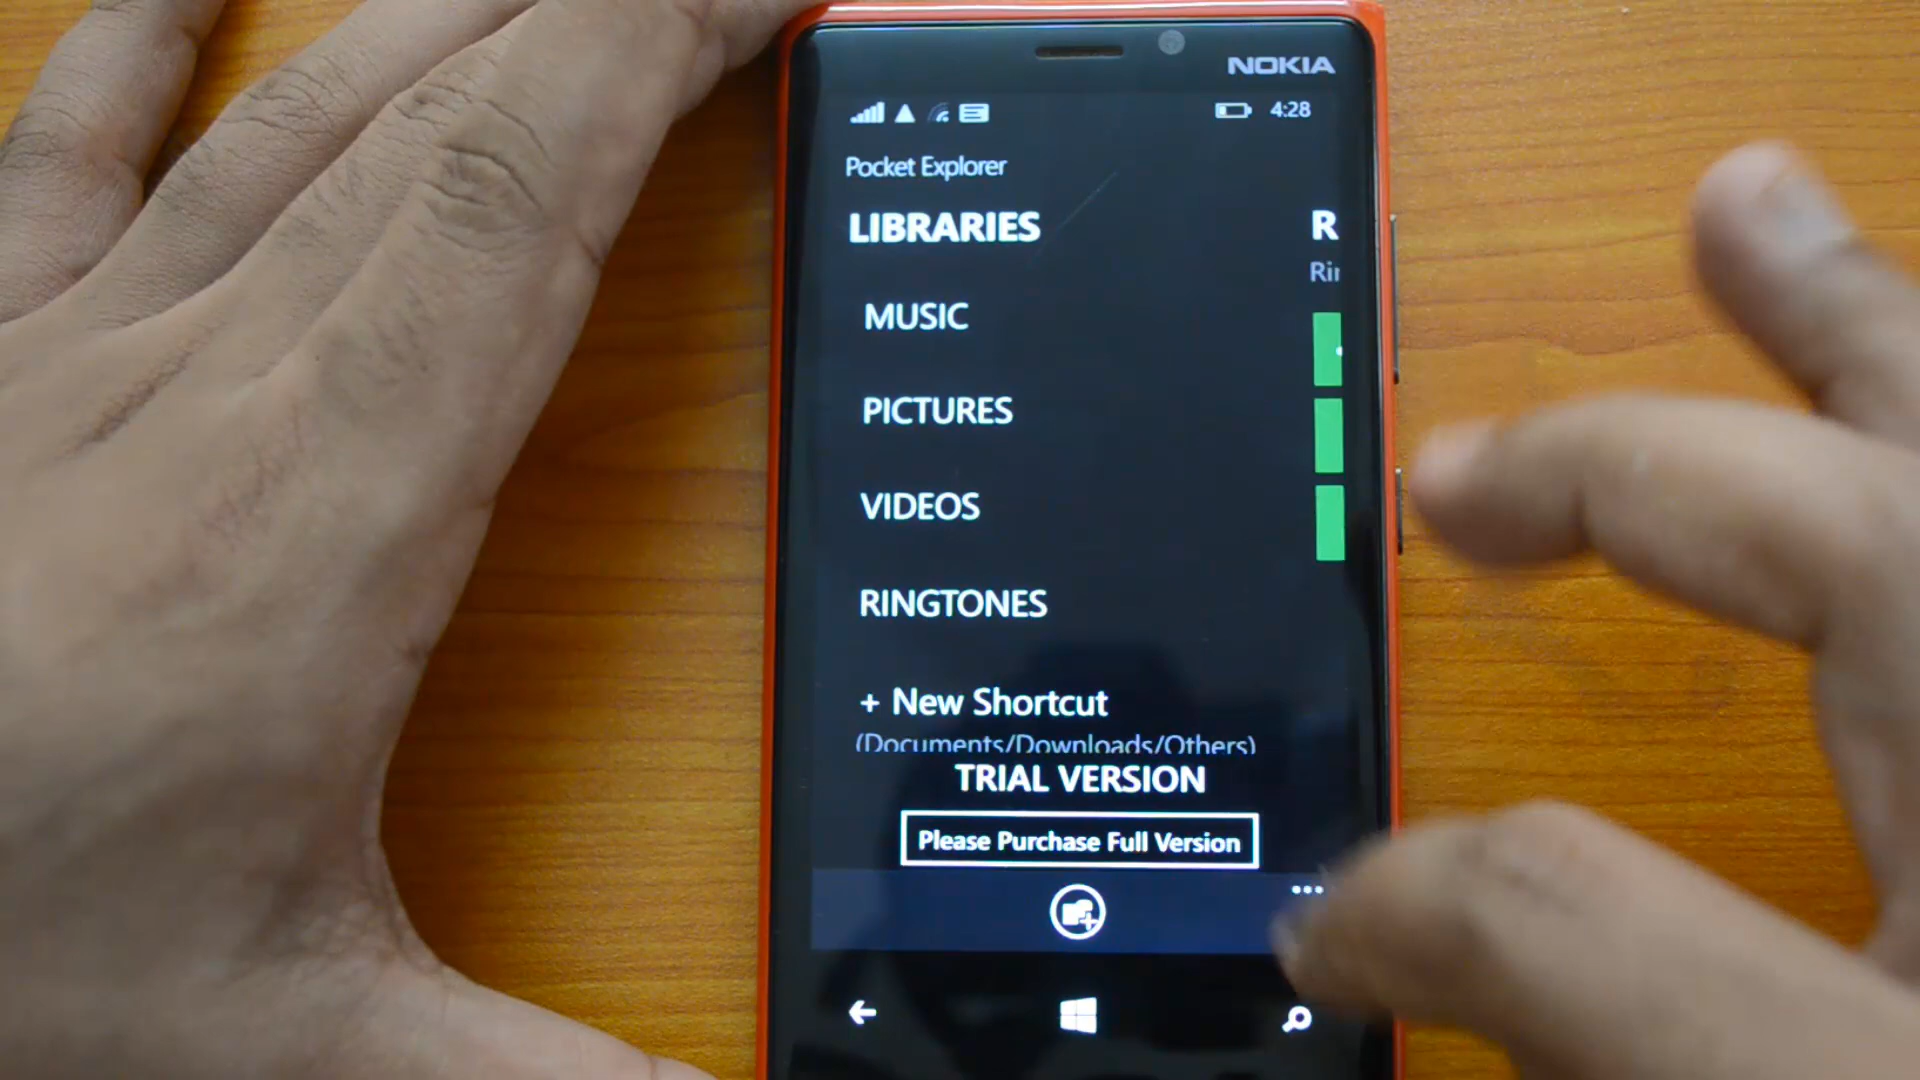 NOKIA
4:28
Pocket Explorer
LIBRARIES
R
Rin
MUSIC
PICTURES
VIDEOS
RINGTONES
+ New Shortcut
(Documents/Downloads/Others)
TRIAL VERSION
Please Purchase Full Version